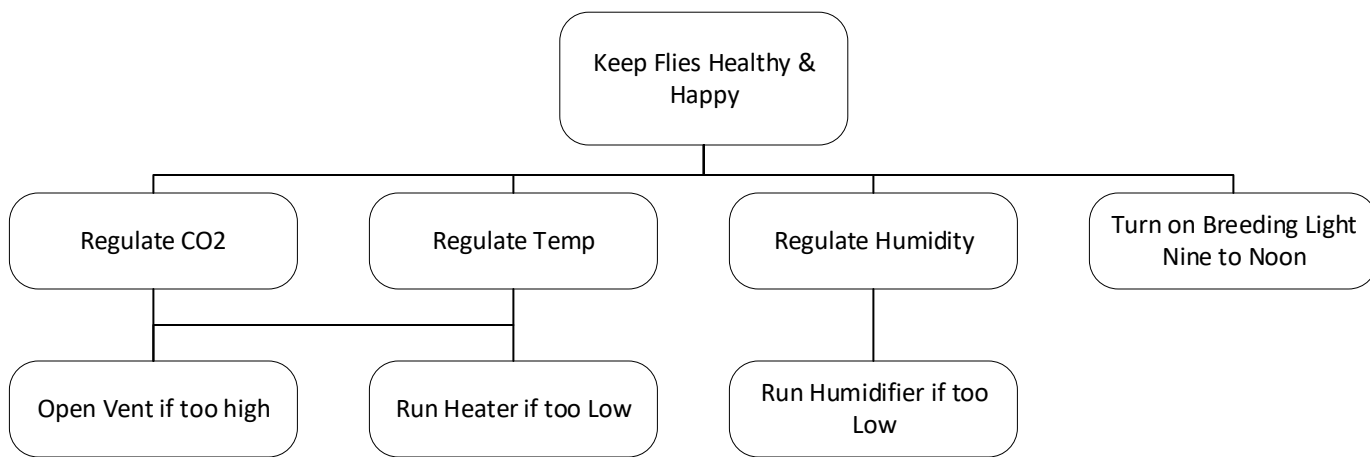 Keep Flies Healthy &
Happy
Regulate CO2
Regulate Temp
Regulate Humidity
Turn on Breeding Light
Nine to Noon
Open Vent if too high
Run Heater if too Low
Run Humidifier if too
Low